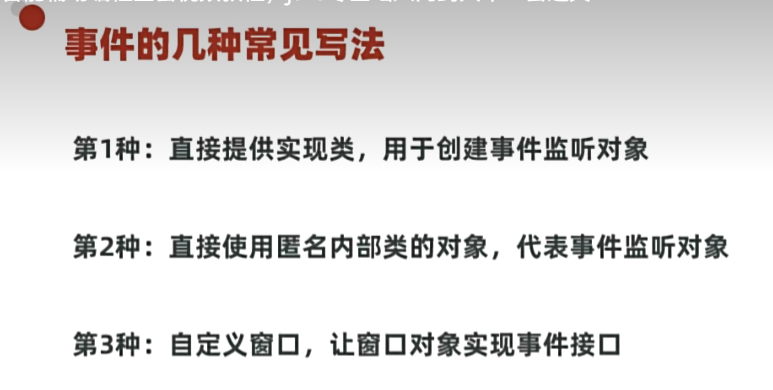 事件的几种常见写法
第1种：直接提供实现类，用于创建事件监听对象
第2种：直接使用匿名内部类的对象，代表事件监听对象
第3种：自定义窗口，让窗口对象实现事件接口